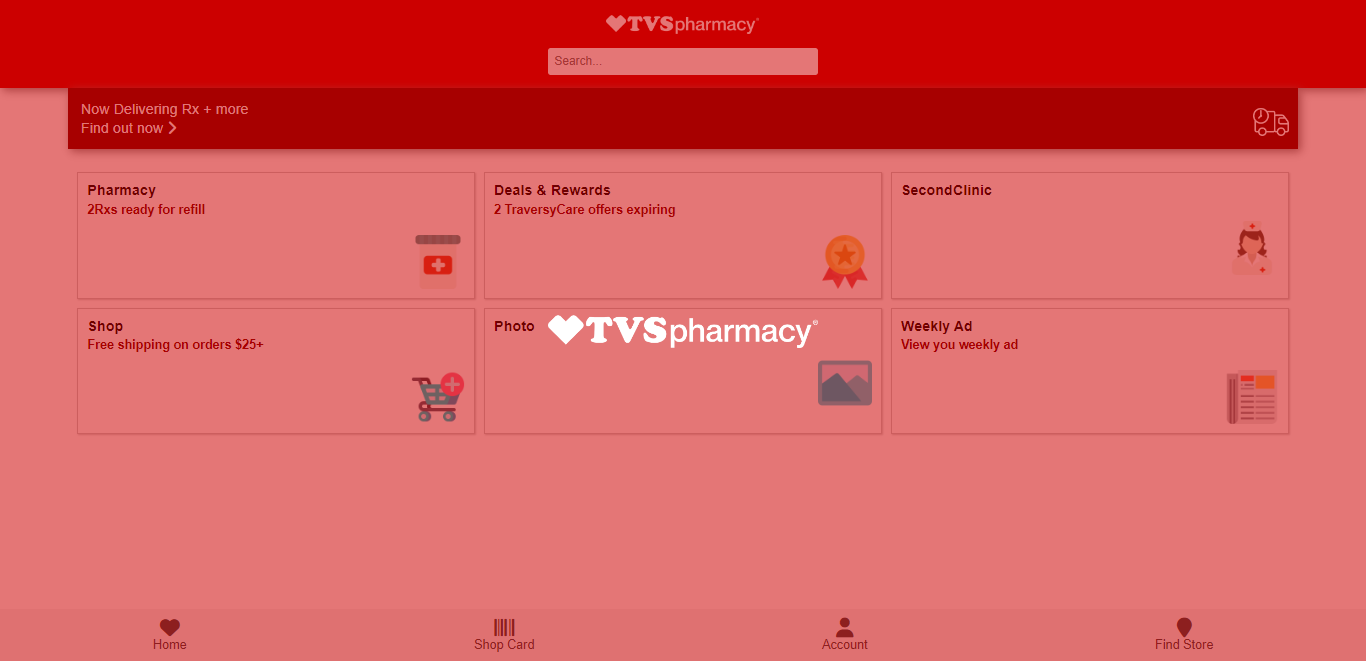 TVSpharmacy®
Search...
Now Delivering Rx + more
Find out now
Pharmacy
2Rxs ready for refill
Deals & Rewards
2 TraversyCare offers expiring
SecondClinic
Shop
Free shipping on orders $25+
Photo
TVSpharmacy®
Weekly Ad
View you weekly ad
Home
Shop Card
Account
Find Store